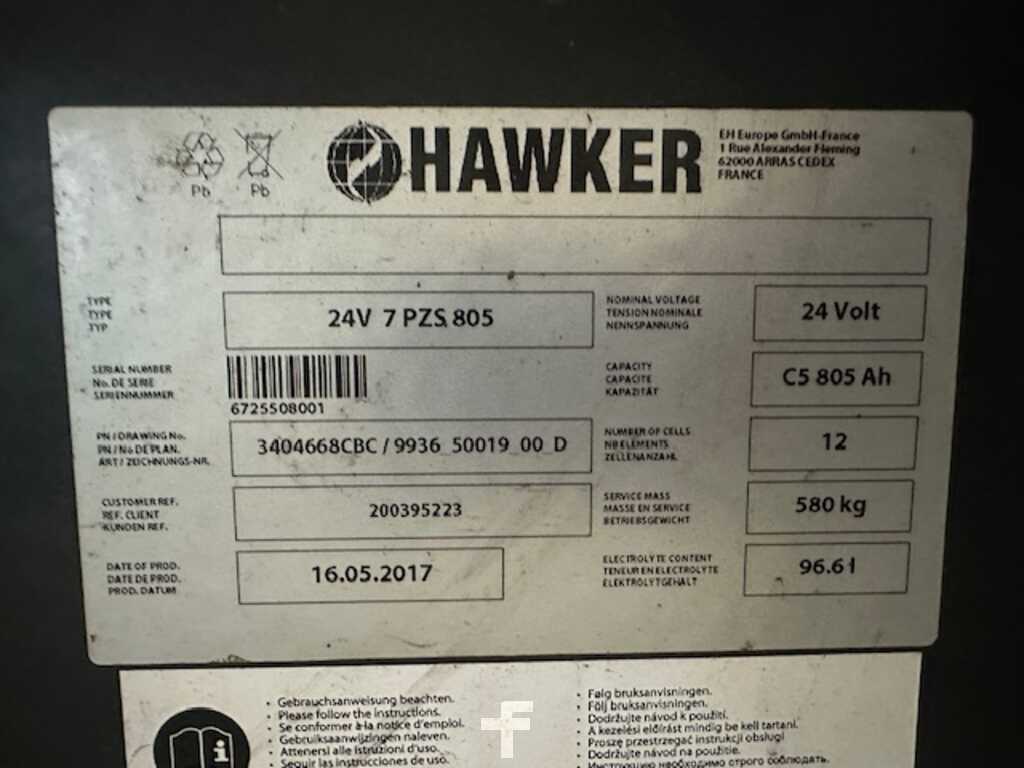 Pb
Pb
HAWKER
EH Europe GmbH-France
1 Rue Alexander Fleming
62000 ARRAS CEDEX
FRANCE
TYPE
TYPE
TYP
24V 7 PZS 805
NOMINAL VOLTAGE
TENSION NOMINALE
NENNSPANNUNG
24 Volt
SERIAL NUMBER
No. DE SERIE
SERIENNUMMER
6725508001
CAPACITY
CAPACITE
KAPAZITÄT
C5 805 Ah
PN / DRAWING No.
PN / No DE PLAN.
ART / ZEICHNUNGS-NR.
3404668CBC / 9936_50019_00_D
NUMBER OF CELLS
NB ELEMENTS
ZELLENANZAHL
12
CUSTOMER REF.
REF. CLIENT
KUNDEN REF.
200395223
SERVICE MASS
MASSE EN SERVICE
BETRIEBSGEWICHT
580 kg
DATE OF PROD.
DATE DE PROD.
PROD. DATUM
16.05.2017
ELECTROLYTE CONTENT
TENEUR EN ELECTROLYTE
ELEKTROLYTGEHALT
96.6 l
• Gebrauchsanweisung beachten.
• Please follow the instructions.
• Se conformer à la notice d'emploi.
• Gebruiksaanwijzingen naleven.
• Attenersi alle istruzioni d'uso.
• Seguir las instrucciones de uso.
• Følg bruksanvisningen.
• Följ bruksanvisningen.
• Dodržujte návod k použití.
• A kezelési előírást mindig be kell tartani.
• Proszę przestrzegać instrukcji obsługi
• Dodržujte návod na použitie.
• Инструкцию необходимо строго соблюдать.